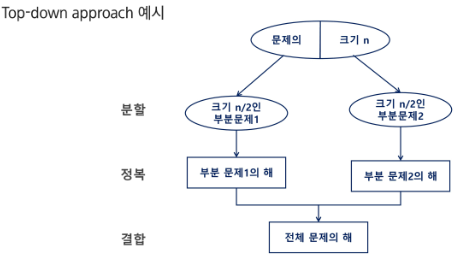 Top-down approach 예시
문제의 크기 n
분할
크기 n/2인
부분문제1
크기 n/2인
부분문제2
정복
부분 문제1의 해
부분 문제2의 해
결합
전체 문제의 해